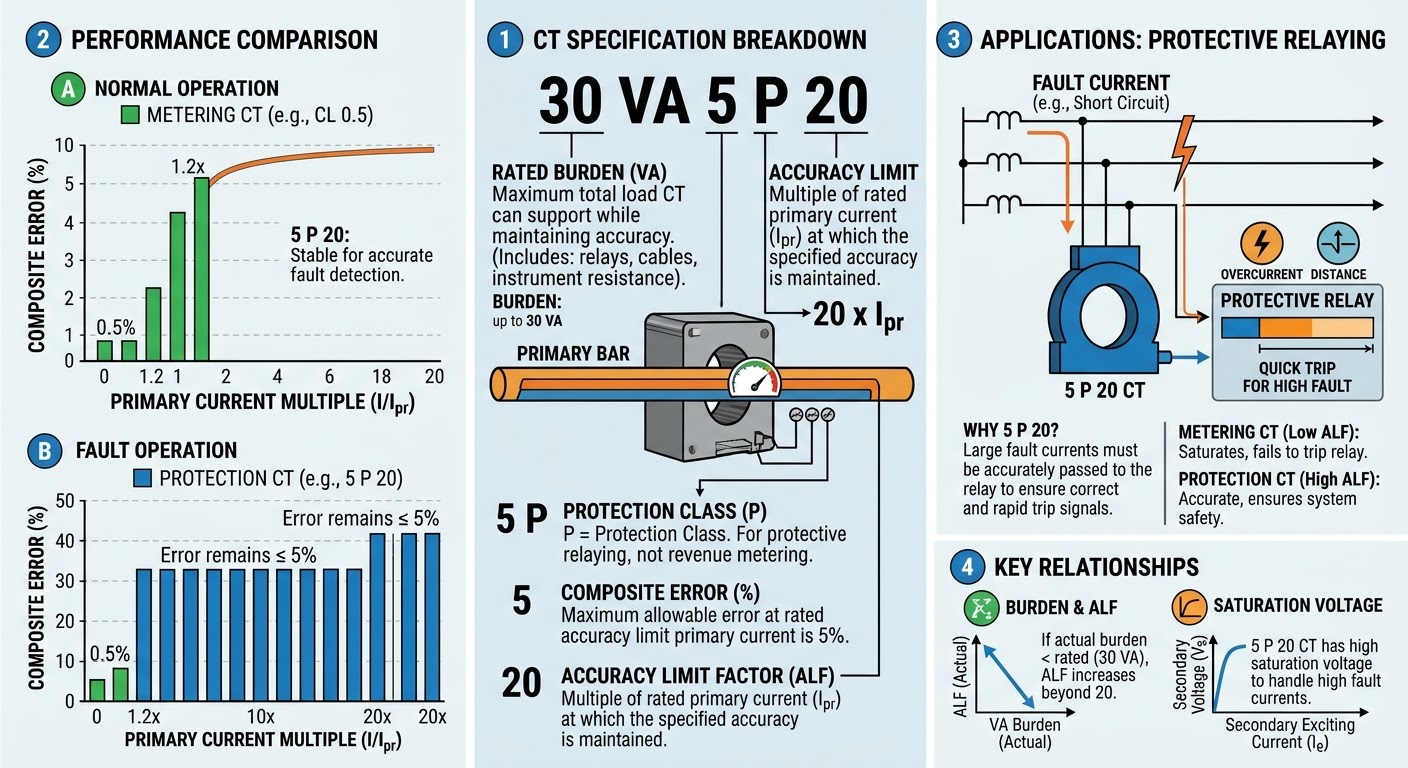 2 PERFORMANCE COMPARISON
A NORMAL OPERATION
METERING CT (e.g., CL 0.5)
COMPOSITE ERROR (%)
10
5
4
3
2
1
0
1.2x
0.5%
5 P 20:
Stable for accurate
fault detection.
0 1.2 1 2 4 6 18 20
PRIMARY CURRENT MULTIPLE (I/Ipr)
B FAULT OPERATION
PROTECTION CT (e.g., 5 P 20)
COMPOSITE ERROR (%)
50
40
30
20
10
0
Error remains ≤ 5%
Error remains ≤ 5%
0.5%
0 1.2x 10x 20x 20x
PRIMARY CURRENT MULTIPLE (I/Ipr)
1 CT SPECIFICATION BREAKDOWN
30 VA 5 P 20
RATED BURDEN (VA)
Maximum total load CT
can support while
maintaining accuracy.
(Includes: relays, cables,
instrument resistance).
BURDEN:
up to 30 VA
ACCURACY LIMIT
Multiple of rated
primary current
(Ipr) at which the
specified accuracy
is maintained.
20 x Ipr
PRIMARY BAR
5 P
PROTECTION CLASS (P)
P = Protection Class. For protective
relaying, not revenue metering.
5
COMPOSITE ERROR (%)
Maximum allowable error at rated
accuracy limit primary current is 5%.
20
ACCURACY LIMIT FACTOR (ALF)
Multiple of rated primary current (Ipr)
at which the specified accuracy
is maintained.
3 APPLICATIONS: PROTECTIVE RELAYING
FAULT CURRENT
(e.g., Short Circuit)
OVERCURRENT DISTANCE
PROTECTIVE RELAY
QUICK TRIP
FOR HIGH FAULT
5 P 20 CT
WHY 5 P 20?
Large fault currents must
be accurately passed to the
relay to ensure correct
and rapid trip signals.
METERING CT (Low ALF):
Saturates, fails to trip relay.
PROTECTION CT (High ALF):
Accurate, ensures system
safety.
4 KEY RELATIONSHIPS
BURDEN & ALF
ALF (Actual)
If actual burden
< rated (30 VA),
ALF increases
beyond 20.
VA Burden
(Actual)
SATURATION VOLTAGE
Secondary
Voltage (Vs)
5 P 20 CT has high
saturation voltage
to handle high fault
currents.
Secondary Exciting
Current (Ie)